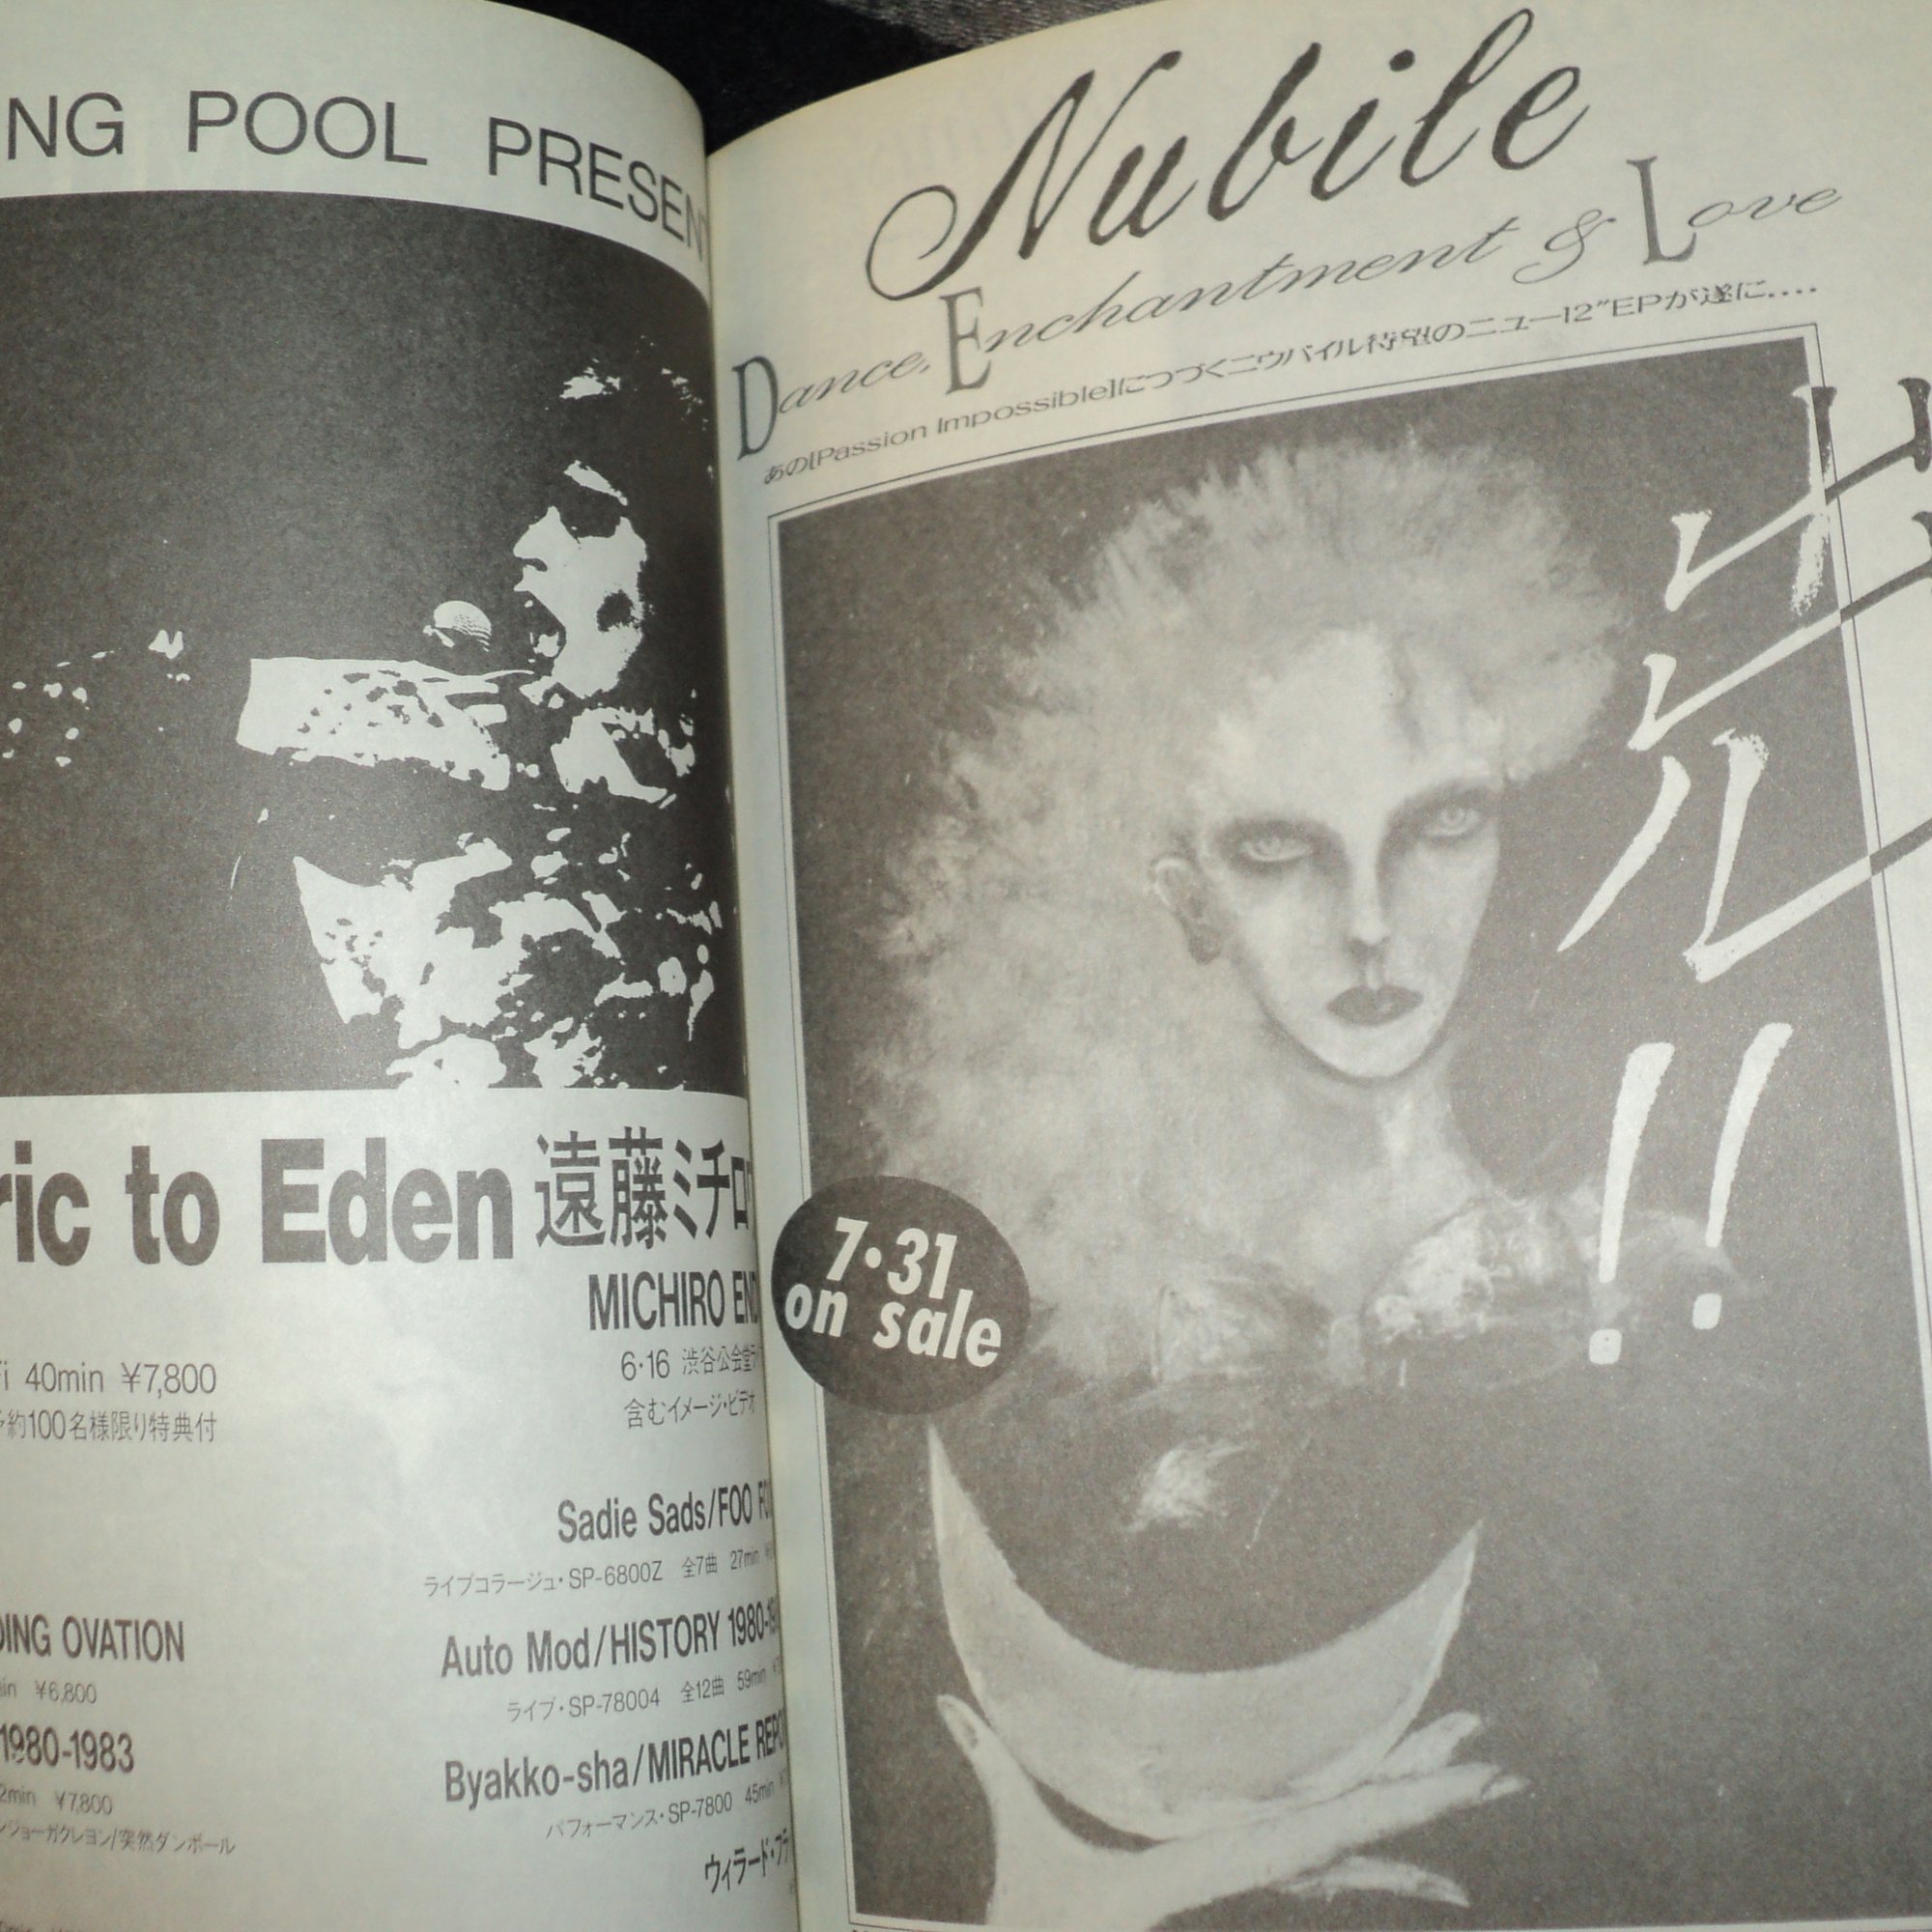 NG POOL PRESEN
ric to Eden 遠藤ミチロ
MICHIRO END
6・16 渋谷公会堂ラ
含むイメージ・ビデオ
40min ¥7,800
約100名様限り特典付
Sadie Sads/FOO
ライブコラージュ・SP-6800Z 全7曲 27min
DING OVATION
¥6,800
Auto Mod/HISTORY 1980-
ライブ・SP-78004 全12曲 59min
1980-1983
2min ¥7,800
ジョーガクレヨン/突然ダンボール
Byakko-sha/MIRACLE REPO
パフォーマンス・SP-7800 45min
ウィラード・フラ
Nubile
Dance, Enchantment & Love
あの[Passion Impossible]につづくニウバイル待望のニュー12"EPが遂に....
出現!!
7・31
on sale